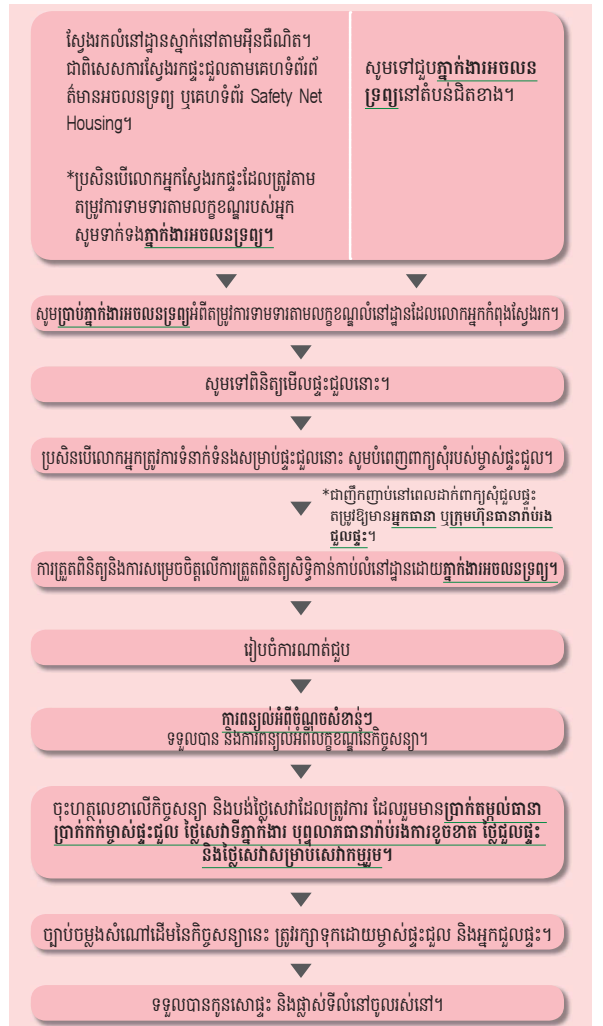 ស្វែងរកលំនៅដ្ឋានស្នាក់នៅតាមអ៊ីនធឺណិត។
ជាពិសេសការស្វែងរកផ្ទះជួលតាមគេហទំព័រព័
ត៌មានអចលនទ្រព្យ ឬគេហទំព័រ Safety Net
Housing។
*ប្រសិនបើលោកអ្នកស្វែងរកផ្ទះដែលត្រូវតាម
តម្រូវការទាមទារតាមលក្ខខណ្ឌរបស់អ្នក
សូមទាក់ទងភ្នាក់ងារអចលនទ្រព្យ។
សូមទៅជួបភ្នាក់ងារអចលន
ទ្រព្យនៅតំបន់ជិតខាង។
សូមប្រាប់ភ្នាក់ងារអចលនទ្រព្យអំពីតម្រូវការទាមទារតាមលក្ខខណ្ឌលំនៅដ្ឋានដែលលោកអ្នកកំពុងស្វែងរក។
សូមទៅពិនិត្យមើលផ្ទះជួលនោះ។
ប្រសិនបើលោកអ្នកត្រូវការទំនាក់ទំនងសម្រាប់ផ្ទះជួលនោះ សូមបំពេញពាក្យសុំរបស់ម្ចាស់ផ្ទះជួល។
*ជាញឹកញាប់នៅពេលដាក់ពាក្យសុំជួលផ្ទះ
តម្រូវឱ្យមានអ្នកធានា ឬក្រុមហ៊ុនធានារ៉ាប់រង
ជួលផ្ទះ។
ការត្រួតពិនិត្យនិងការសម្រេចចិត្តលើការត្រួតពិនិត្យសិទ្ធិកាន់កាប់លំនៅដ្ឋានដោយភ្នាក់ងារអចលនទ្រព្យ។
រៀបចំការណាត់ជួប
ការពន្យល់អំពីចំណុចសំខាន់ៗ
ទទួលបាន និងការពន្យល់អំពីលក្ខខណ្ឌនៃកិច្ចសន្យា។
ចុះហត្ថលេខាលើកិច្ចសន្យា និងបង់ថ្លៃសេវាដែលត្រូវការ ដែលរួមមានប្រាក់តម្កល់ធានា
ប្រាក់កក់ម្ចាស់ផ្ទះជួល ថ្លៃសេវាទីភ្នាក់ងារ បុព្វលាភធានារ៉ាប់រងការខូចខាត ថ្លៃជួលផ្ទះ
និងថ្លៃសេវាសម្រាប់សេវាកម្មរួម។
ច្បាប់ចម្លងសំណៅដើមនៃកិច្ចសន្យានេះ ត្រូវរក្សាទុកដោយម្ចាស់ផ្ទះជួល និងអ្នកជួលផ្ទះ។
ទទួលបានកូនសោផ្ទះ និងផ្លាស់ទីលំនៅចូលរស់នៅ។